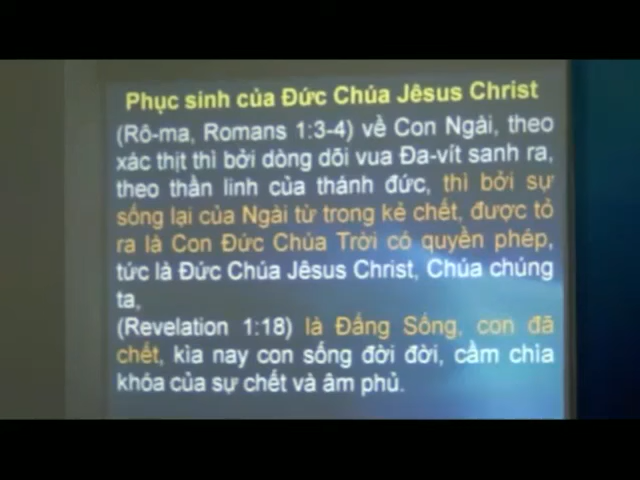 Phục sinh của Đức Chúa Jêsus Christ
(Rô-ma, Romans 1:3-4) về Con Ngài, theo
xác thịt thì bởi dòng dõi vua Đa-vít sanh ra,
theo thần linh của thánh đức, thì bởi sự
sống lại của Ngài từ trong kẻ chết, được tỏ
ra là Con Đức Chúa Trời có quyền phép,
tức là Đức Chúa Jêsus Christ, Chúa chúng
ta,
(Revelation 1:18) là Đấng Sống, con đã
chết, kìa nay con sống đời đời, cầm chìa
khóa của sự chết và âm phủ.